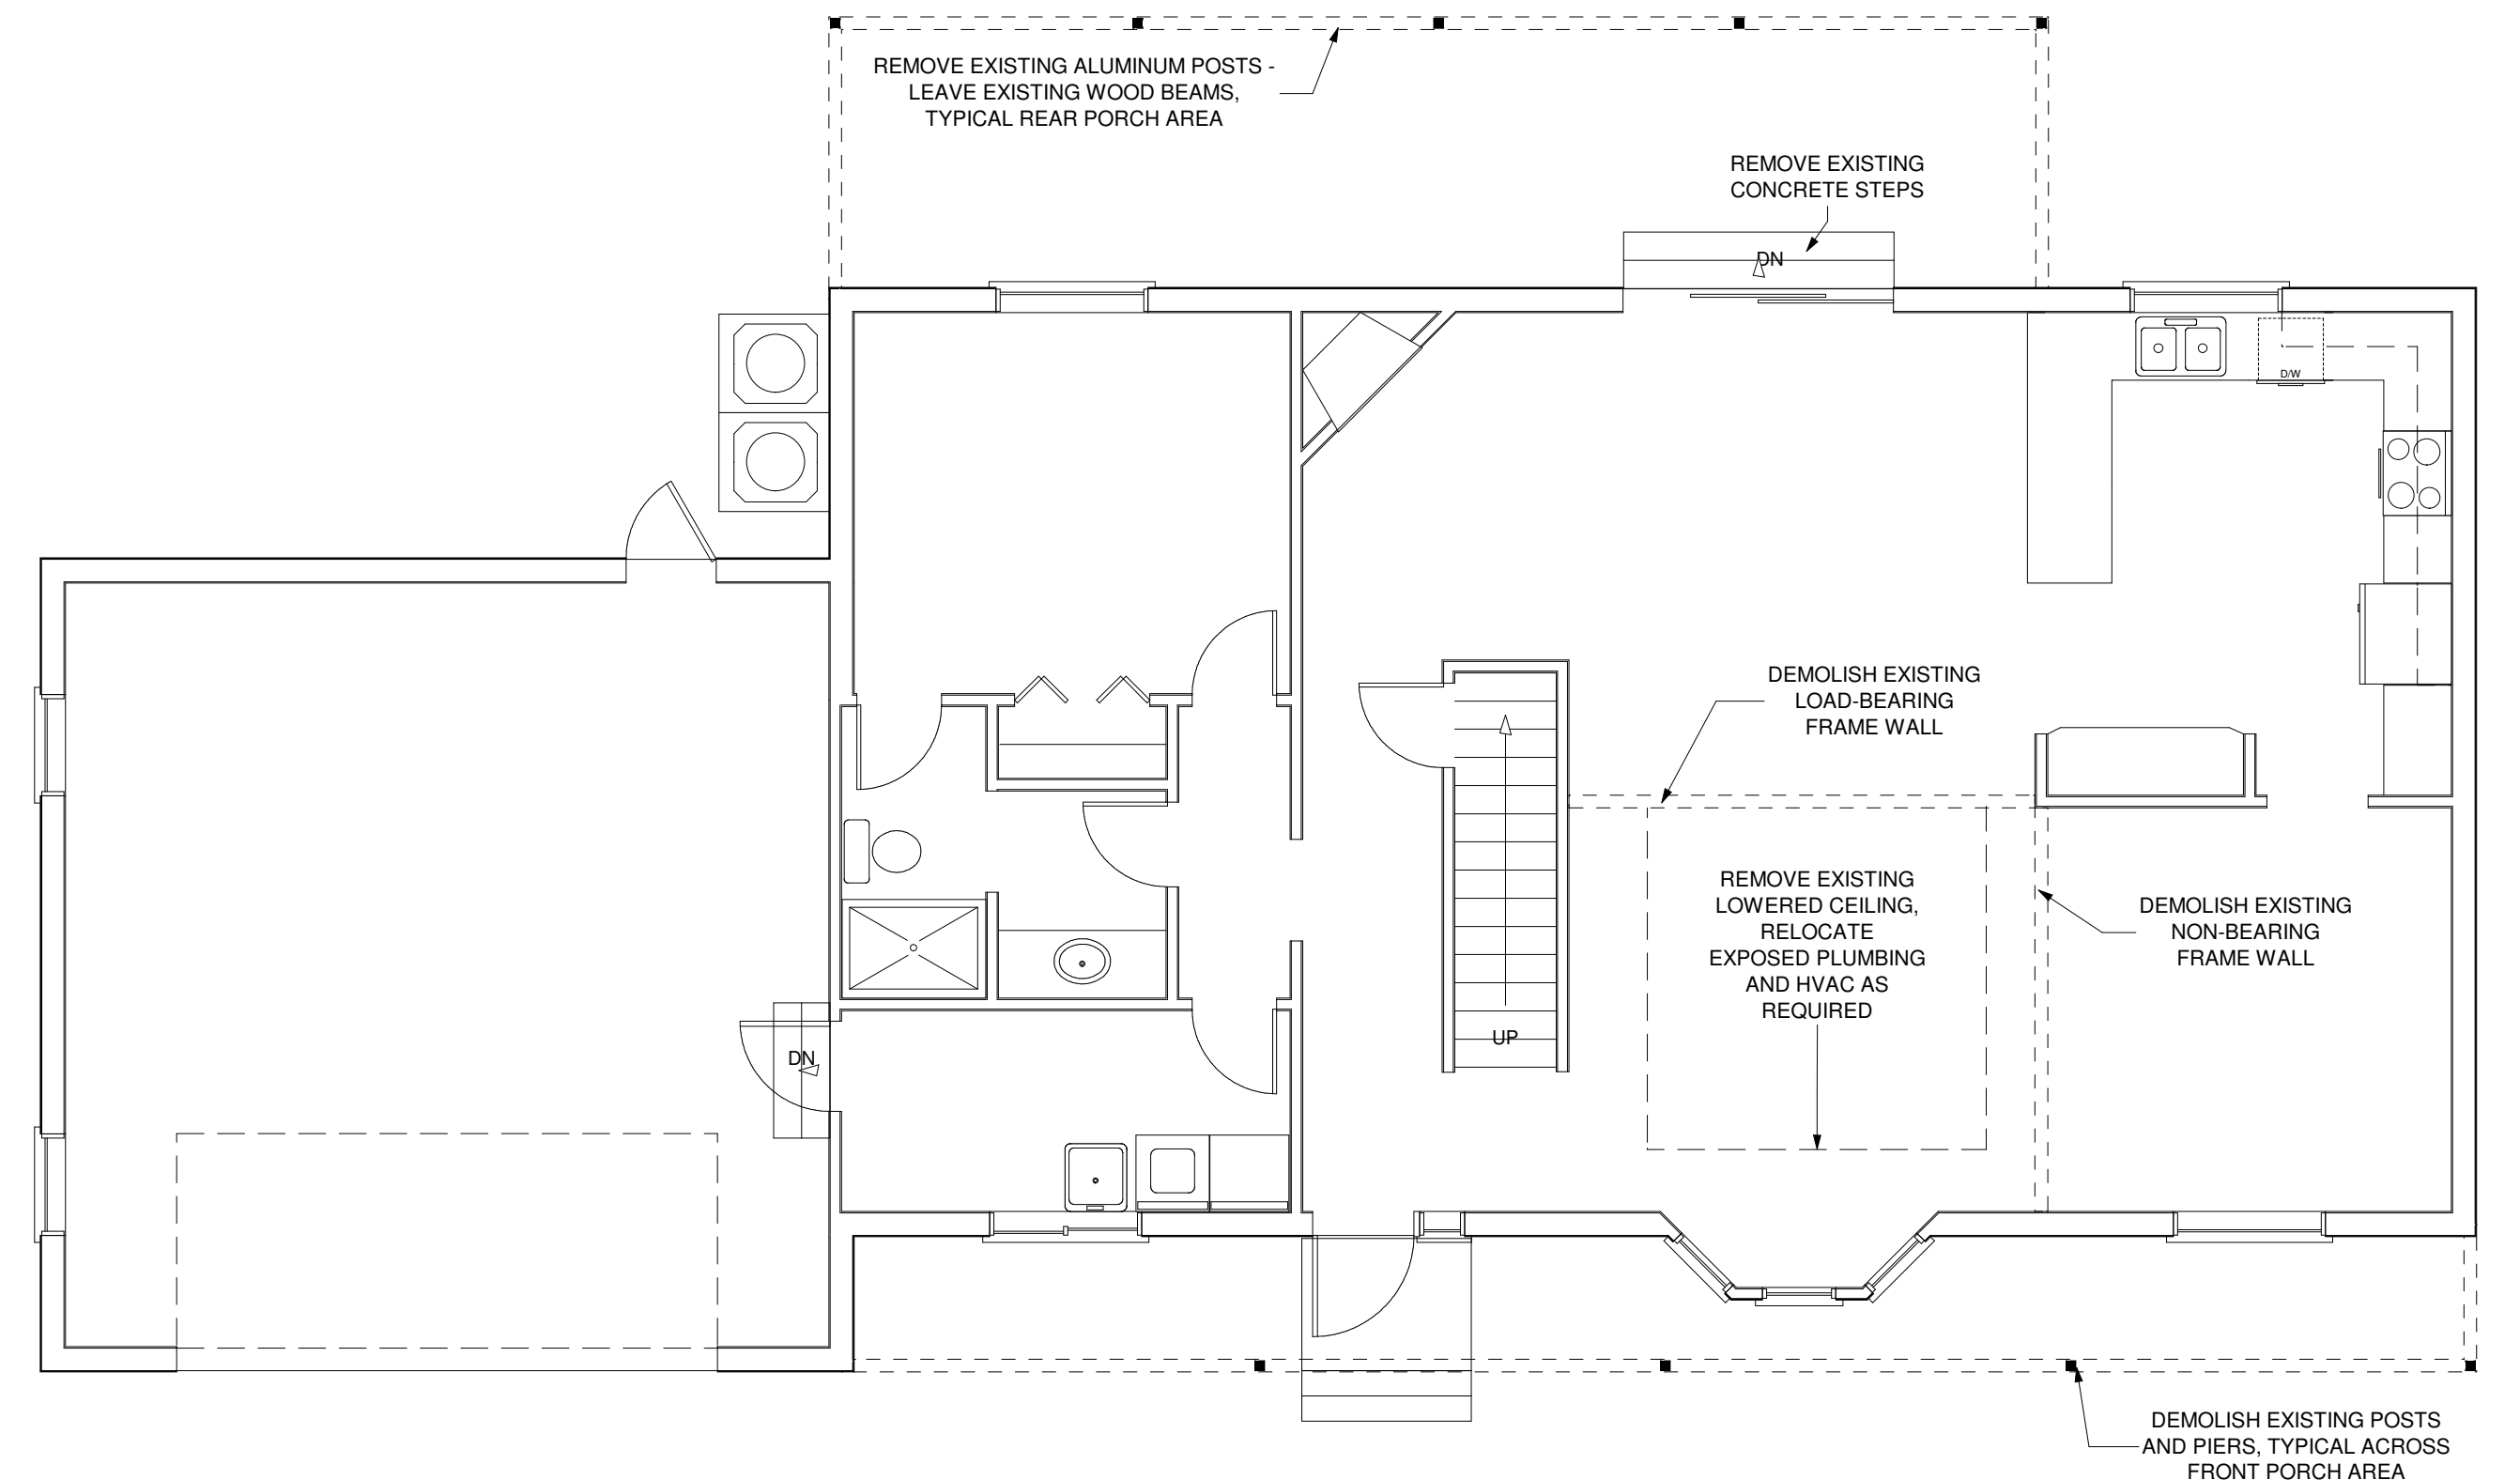 REMOVE EXISTING ALUMINUM POSTS -
LEAVE EXISTING WOOD BEAMS,
TYPICAL REAR PORCH AREA
REMOVE EXISTING
CONCRETE STEPS
DN
D/W
DEMOLISH EXISTING
LOAD-BEARING
FRAME WALL
REMOVE EXISTING
LOWERED CEILING,
RELOCATE
EXPOSED PLUMBING
AND HVAC AS
REQUIRED
DEMOLISH EXISTING
NON-BEARING
FRAME WALL
UP
DN
DEMOLISH EXISTING POSTS
AND PIERS, TYPICAL ACROSS
FRONT PORCH AREA